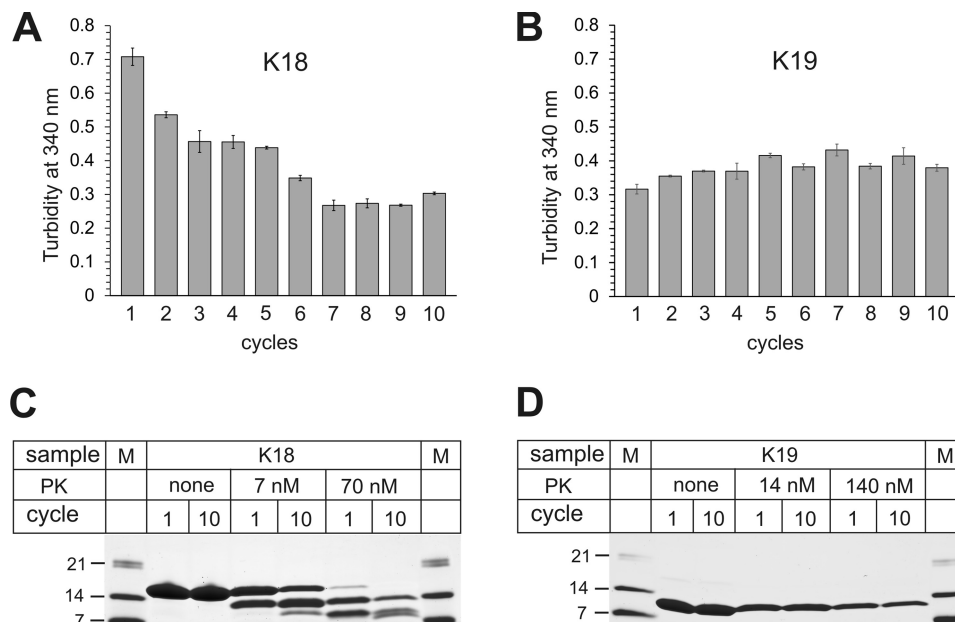 A
K18
Turbidity at 340 nm
0.8
0.7
0.6
0.5
0.4
0.3
0.2
0.1
0
1 2 3 4 5 6 7 8 9 10
cycles
B
K19
Turbidity at 340 nm
0.8
0.7
0.6
0.5
0.4
0.3
0.2
0.1
0
1 2 3 4 5 6 7 8 9 10
cycles
C
sample M K18 M
PK none 7 nM 70 nM
cycle 1 10 1 10 1 10
21
14
7
D
sample M K19 M
PK none 14 nM 140 nM
cycle 1 10 1 10 1 10
21
14
7